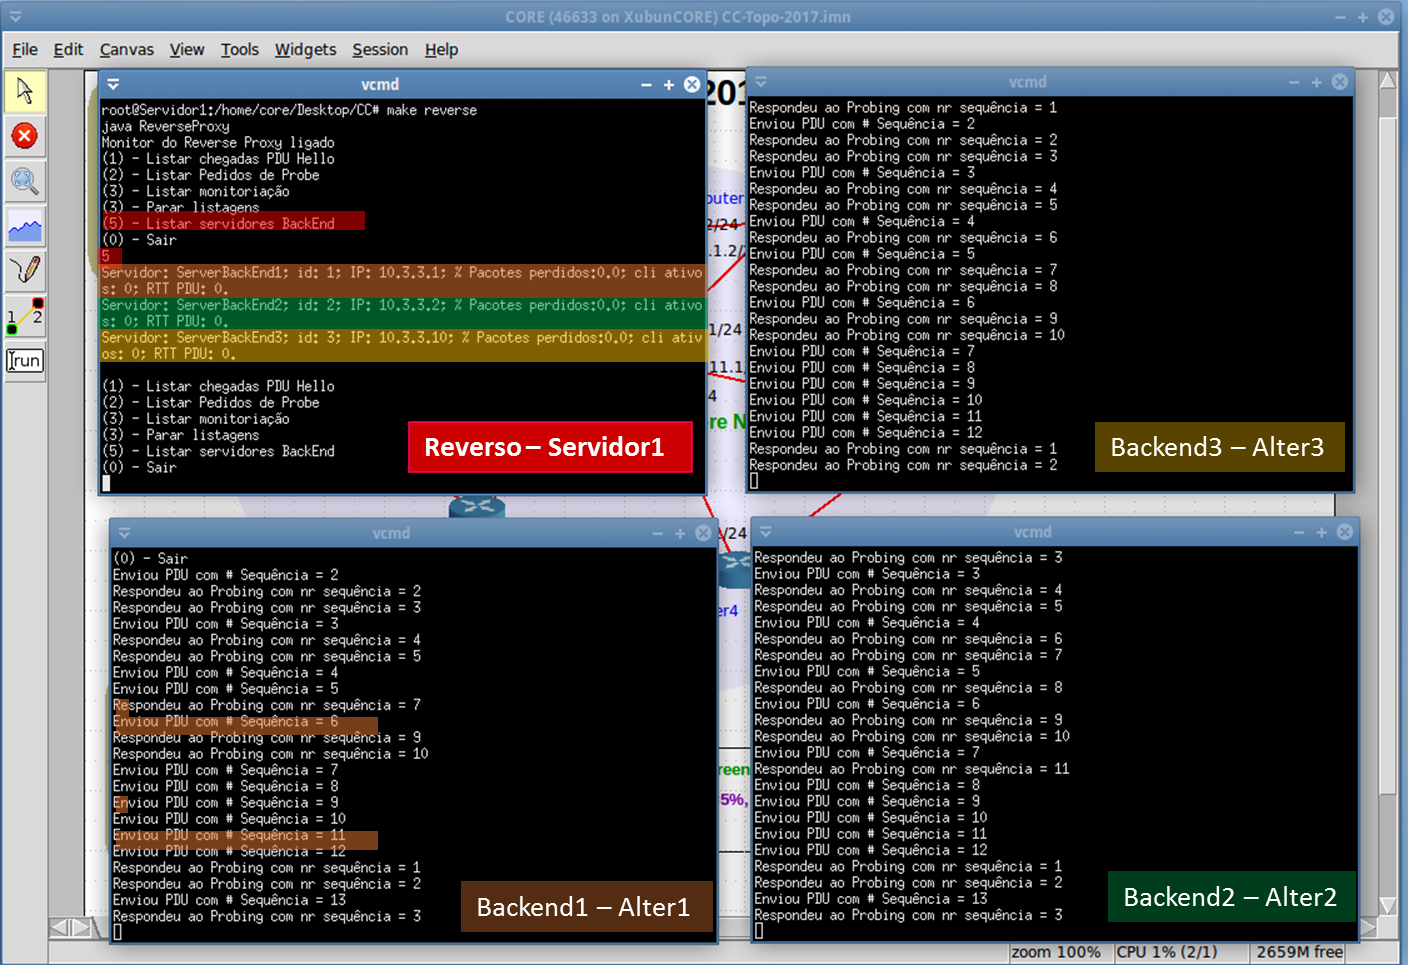 CORE (46633 on XubunCORE) CC-Topo-2017.imn
File Edit Canvas View Tools Widgets Session Help
vcmd
root@Servidor1:/home/core/Desktop/CC# make reverse
java ReverseProxy
Monitor do Reverse Proxy ligado
(1) - Listar chegadas PDU Hello
(2) - Listar Pedidos de Probe
(3) - Listar monitoriação
(3) - Parar listagens
(5) - Listar servidores BackEnd
(0) - Sair
5
Servidor: ServerBackEnd1; id: 1; IP: 10.3.3.1; % Pacotes perdidos:0.0; cli ativo
s: 0; RTT PDU: 0.
Servidor: ServerBackEnd2; id: 2; IP: 10.3.3.2; % Pacotes perdidos:0.0; cli ativo
s: 0; RTT PDU: 0.
Servidor: ServerBackEnd3; id: 3; IP: 10.3.3.10; % Pacotes perdidos:0.0; cli ativ
os: 0; RTT PDU: 0.
(1) - Listar chegadas PDU Hello
(2) - Listar Pedidos de Probe
(3) - Listar monitoriação
(3) - Parar listagens
(5) - Listar servidores BackEnd
(0) - Sair
Reverso – Servidor1
vcmd
Respondeu ao Probing com nr sequência = 1
Enviou PDU com # Sequência = 2
Respondeu ao Probing com nr sequência = 2
Respondeu ao Probing com nr sequência = 3
Enviou PDU com # Sequência = 3
Respondeu ao Probing com nr sequência = 4
Respondeu ao Probing com nr sequência = 5
Enviou PDU com # Sequência = 4
Respondeu ao Probing com nr sequência = 6
Enviou PDU com # Sequência = 5
Respondeu ao Probing com nr sequência = 7
Respondeu ao Probing com nr sequência = 8
Enviou PDU com # Sequência = 6
Respondeu ao Probing com nr sequência = 9
Respondeu ao Probing com nr sequência = 10
Enviou PDU com # Sequência = 7
Enviou PDU com # Sequência = 8
Enviou PDU com # Sequência = 9
Enviou PDU com # Sequência = 10
Enviou PDU com # Sequência = 11
Enviou PDU com # Sequência = 12
Respondeu ao Probing com nr sequência = 1
Respondeu ao Probing com nr sequência = 2
Backend3 – Alter3
vcmd
(0) - Sair
Enviou PDU com # Sequência = 2
Respondeu ao Probing com nr sequência = 2
Respondeu ao Probing com nr sequência = 3
Enviou PDU com # Sequência = 3
Respondeu ao Probing com nr sequência = 4
Respondeu ao Probing com nr sequência = 5
Enviou PDU com # Sequência = 4
Enviou PDU com # Sequência = 5
Respondeu ao Probing com nr sequência = 7
Enviou PDU com # Sequência = 6
Respondeu ao Probing com nr sequência = 9
Respondeu ao Probing com nr sequência = 10
Enviou PDU com # Sequência = 7
Enviou PDU com # Sequência = 8
Enviou PDU com # Sequência = 9
Enviou PDU com # Sequência = 10
Enviou PDU com # Sequência = 11
Enviou PDU com # Sequência = 12
Respondeu ao Probing com nr sequência = 1
Respondeu ao Probing com nr sequência = 2
Enviou PDU com # Sequência = 13
Respondeu ao Probing com nr sequência = 3
Backend1 – Alter1
vcmd
Respondeu ao Probing com nr sequência = 3
Enviou PDU com # Sequência = 3
Respondeu ao Probing com nr sequência = 4
Respondeu ao Probing com nr sequência = 5
Enviou PDU com # Sequência = 4
Respondeu ao Probing com nr sequência = 6
Respondeu ao Probing com nr sequência = 7
Enviou PDU com # Sequência = 5
Respondeu ao Probing com nr sequência = 8
Enviou PDU com # Sequência = 6
Respondeu ao Probing com nr sequência = 9
Respondeu ao Probing com nr sequência = 10
Enviou PDU com # Sequência = 7
Respondeu ao Probing com nr sequência = 11
Enviou PDU com # Sequência = 8
Enviou PDU com # Sequência = 9
Enviou PDU com # Sequência = 10
Enviou PDU com # Sequência = 11
Enviou PDU com # Sequência = 12
Respondeu ao Probing com nr sequência = 1
Respondeu ao Probing com nr sequência = 2
Enviou PDU com # Sequência = 13
Respondeu ao Probing com nr sequência = 3
Backend2 – Alter2
1 2
run
zoom 100% CPU 1% (2/1) 2659M free